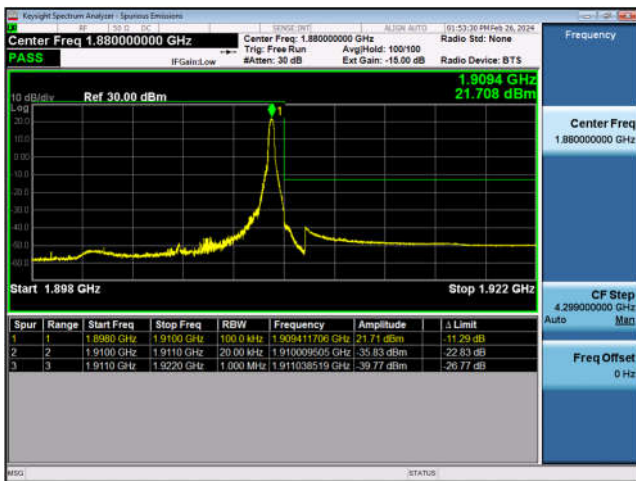 Keysight Spectrum Analyzer - Spurious Emissions
RF 50 Ω DC SENSE:INT ALIGN AUTO 01:53:30 PM Feb 26, 2024
Center Freq 1.880000000 GHz Center Freq: 1.880000000 GHz Radio Std: None
Trig: Free Run Avg|Hold: 100/100
PASS IFGain:Low #Atten: 30 dB Ext Gain: -15.00 dB Radio Device: BTS
1.9094 GHz
10 dB/div Ref 30.00 dBm 21.708 dBm
Log
1
20.0
10.0
0.00
-10.0
-20.0
-30.0
-40.0
-50.0
-60.0
Start 1.898 GHz Stop 1.922 GHz
Spur Range Start Freq Stop Freq RBW Frequency Amplitude Δ Limit
1 1 1.8980 GHz 1.9100 GHz 100.0 kHz 1.909411706 GHz 21.71 dBm -11.29 dB
2 2 1.9100 GHz 1.9110 GHz 20.00 kHz 1.910009505 GHz -35.83 dBm -22.83 dB
3 3 1.9110 GHz 1.9220 GHz 1.000 MHz 1.911038519 GHz -39.77 dBm -26.77 dB
MSG STATUS
Frequency
Center Freq
1.880000000 GHz
CF Step
4.299000000 GHz
Auto Man
Freq Offset
0 Hz